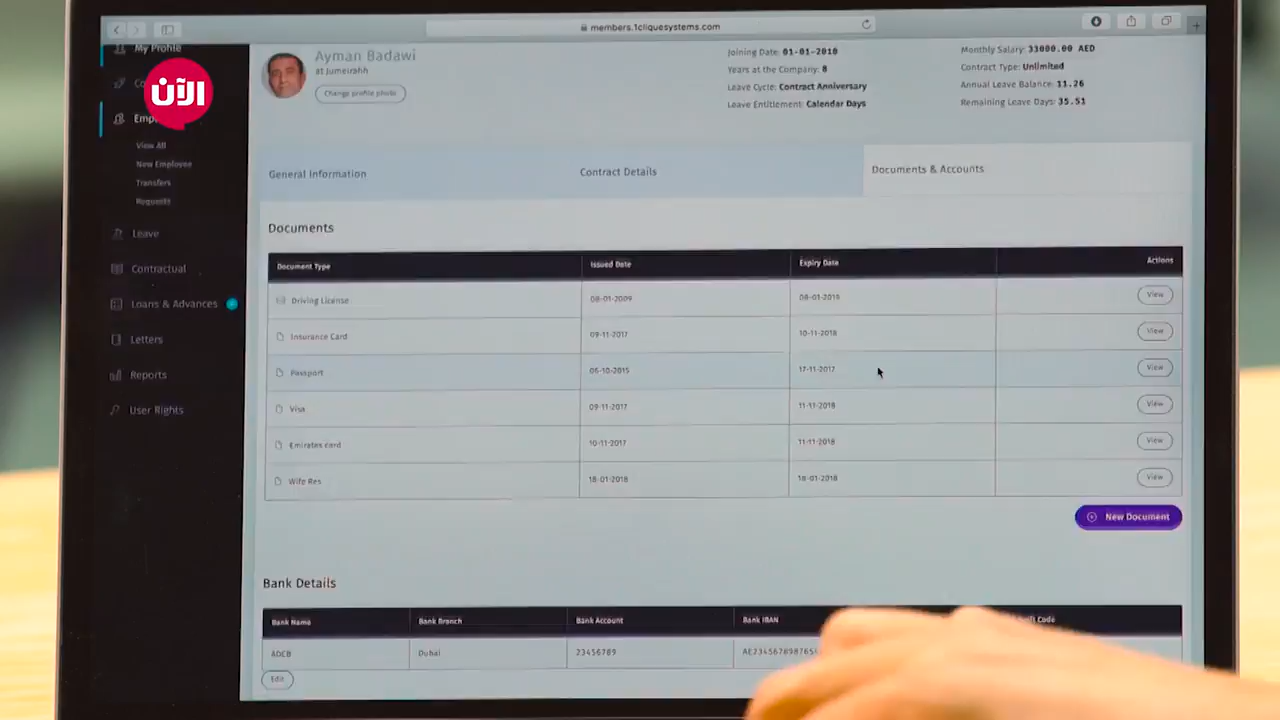 members.1cliquesystems.com
My Profile
الآن
View All
New Employee
Transfers
Requests
Leave
Contractual
Loans & Advances
Letters
Reports
User Rights
Ayman Badawi
at Jumeirahh
Change profile photo
Joining Date: 01-01-2010
Years at the Company: 8
Leave Cycle: Contract Anniversary
Leave Entitlement: Calendar Days
Monthly Salary: 33000.00 AED
Contract Type: Unlimited
Annual Leave Balance: 11.26
Remaining Leave Days: 35.51
General Information Contract Details Documents & Accounts
Documents
Document Type Issued Date Expiry Date Actions
Driving License 08-01-2009 View
Insurance Card 09-11-2017 10-11-2018 View
Passport 06-10-2015 17-11-2017 View
Visa 09-11-2017 11-11-2018 View
Emirates card 10-11-2017 11-11-2018 View
Wife Res 18-01-2018 18-01-2018 View
New Document
Bank Details
Bank Name Bank Branch Bank Account Bank IBAN Code
ADCB Dubai 23456789
Edit